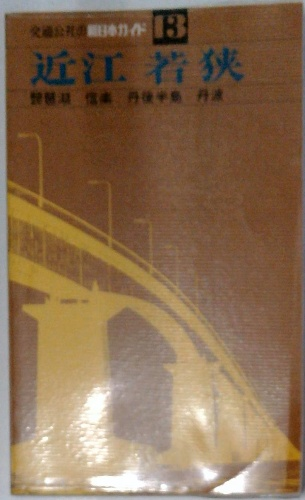 交通公社の新日本ガイド 13
近江 若狭
琵琶湖 信楽 丹後半島 丹波